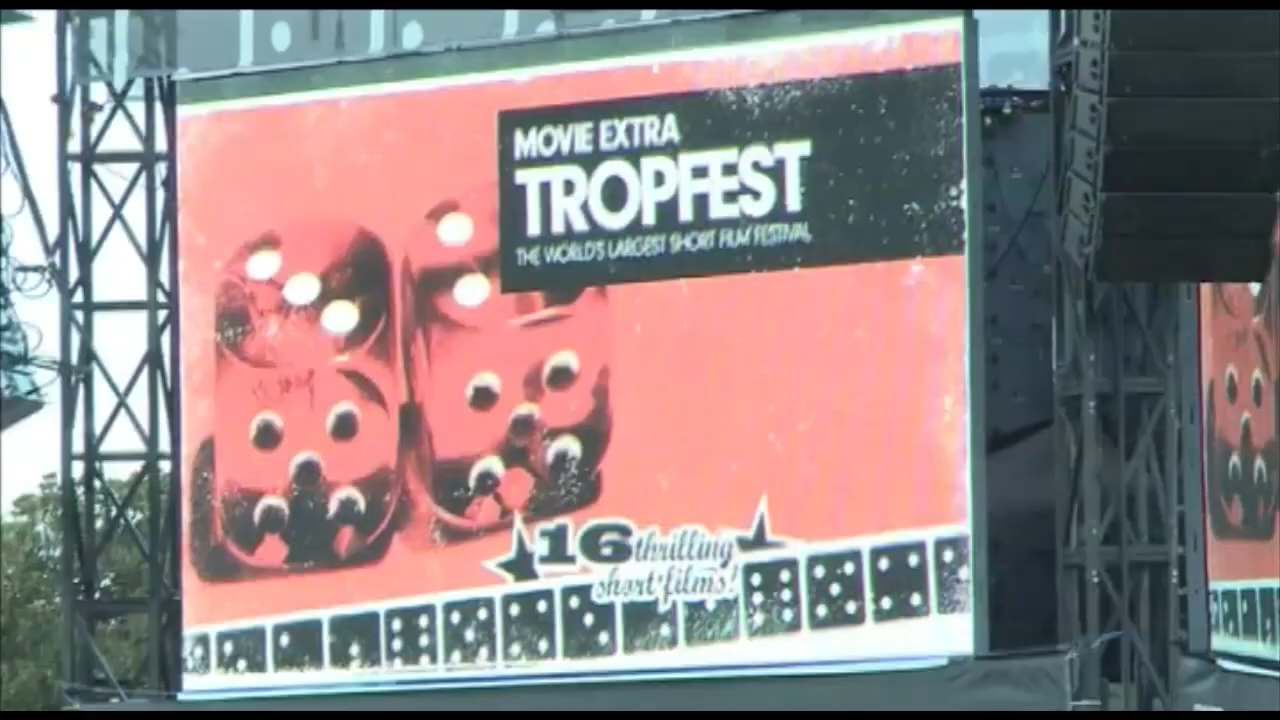 MOVIE EXTRA
TROPFEST
THE WORLD'S LARGEST SHORT FILM FESTIVAL
16 thrilling
short films!